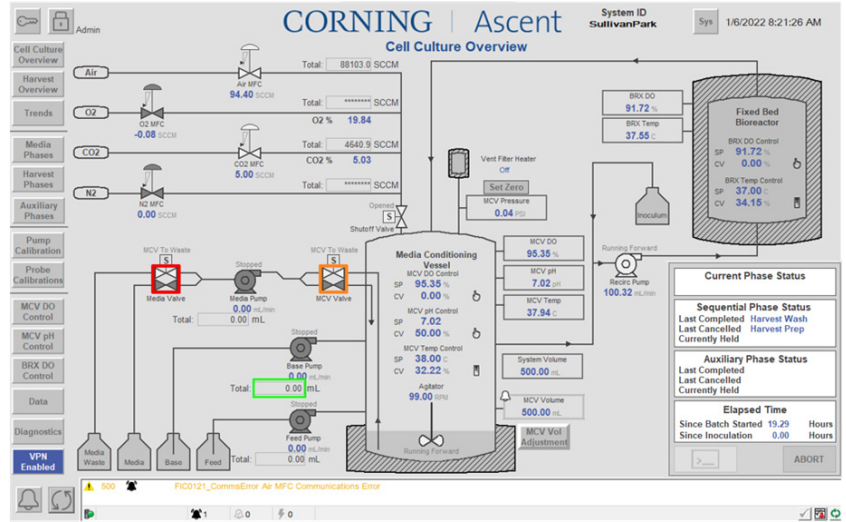 Admin
CORNING | Ascent
System ID
SullivanPark
Sys
1/6/2022 8:21:26 AM
Cell Culture Overview
Cell Culture
Overview
Harvest
Overview
Trends
Media
Phases
Harvest
Phases
Auxiliary
Phases
Pump
Calibration
Probe
Calibrations
MCV DO
Control
MCV pH
Control
BRX DO
Control
Data
Diagnostics
VPN
Enabled
Air
Air MFC
94.40 SCCM
Total: 88103.0 SCCM
O2
O2 MFC
-0.08 SCCM
Total: ******** SCCM
O2 % 19.84
CO2
CO2 MFC
5.00 SCCM
Total: 4640.9 SCCM
CO2 % 5.03
N2
N2 MFC
0.00 SCCM
Total: ******** SCCM
Opened
S
Shutoff Valve
Vent Filter Heater
Off
Set Zero
MCV Pressure
0.04 PSI
BRX DO
91.72 %
BRX Temp
37.55 C
Fixed Bed
Bioreactor
BRX DO Control
SP 91.72 %
CV 0.00 %
BRX Temp Control
SP 37.00 C
CV 34.15 %
Inoculum
Running Forward
Recirc Pump
100.32 mL/min
MCV To Waste
S
Media Valve
Stopped
Media Pump
0.00 mL/min
Total: 0.00 mL
MCV To Waste
S
MCV Valve
Stopped
Base Pump
0.00 mL/min
Total: 0.00 mL
Stopped
Feed Pump
0.00 mL/min
Total: 0.00 mL
Media
Waste
Media
Base
Feed
Media Conditioning
Vessel
MCV DO Control
SP 95.35 %
CV 0.00 %
MCV pH Control
SP 7.02
CV 50.00 %
MCV Temp Control
SP 38.00 C
CV 32.22 %
Agitator
99.00 RPM
Running Forward
MCV DO
95.35 %
MCV pH
7.02 pH
MCV Temp
37.94 C
System Volume
500.00 mL
MCV Volume
500.00 mL
MCV Vol
Adjustment
Current Phase Status
Sequential Phase Status
Last Completed Harvest Wash
Last Cancelled Harvest Prep
Currently Held
Auxiliary Phase Status
Last Completed
Last Cancelled
Currently Held
Elapsed Time
Since Batch Started 19.29 Hours
Since Inoculation 0.00 Hours
>__
ABORT
500 FIC0121_CommsError Air MFC Communications Error
1 0 0